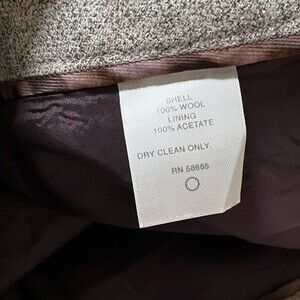 SHELL
100% WOOL
LINING
100% ACETATE
DRY CLEAN ONLY.
RN 58685